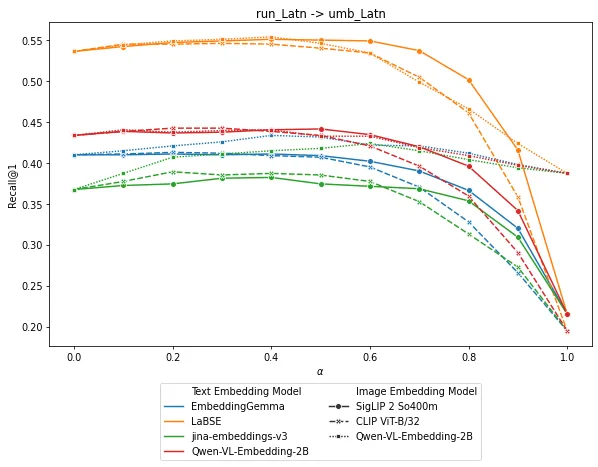 run_Latn -> umb_Latn
Recall@1
0.55
0.50
0.45
0.40
0.35
0.30
0.25
0.20
0.0 0.2 0.4 0.6 0.8 1.0
α
Text Embedding Model
EmbeddingGemma
LaBSE
jina-embeddings-v3
Qwen-VL-Embedding-2B
Image Embedding Model
SigLIP 2 So400m
CLIP ViT-B/32
Qwen-VL-Embedding-2B